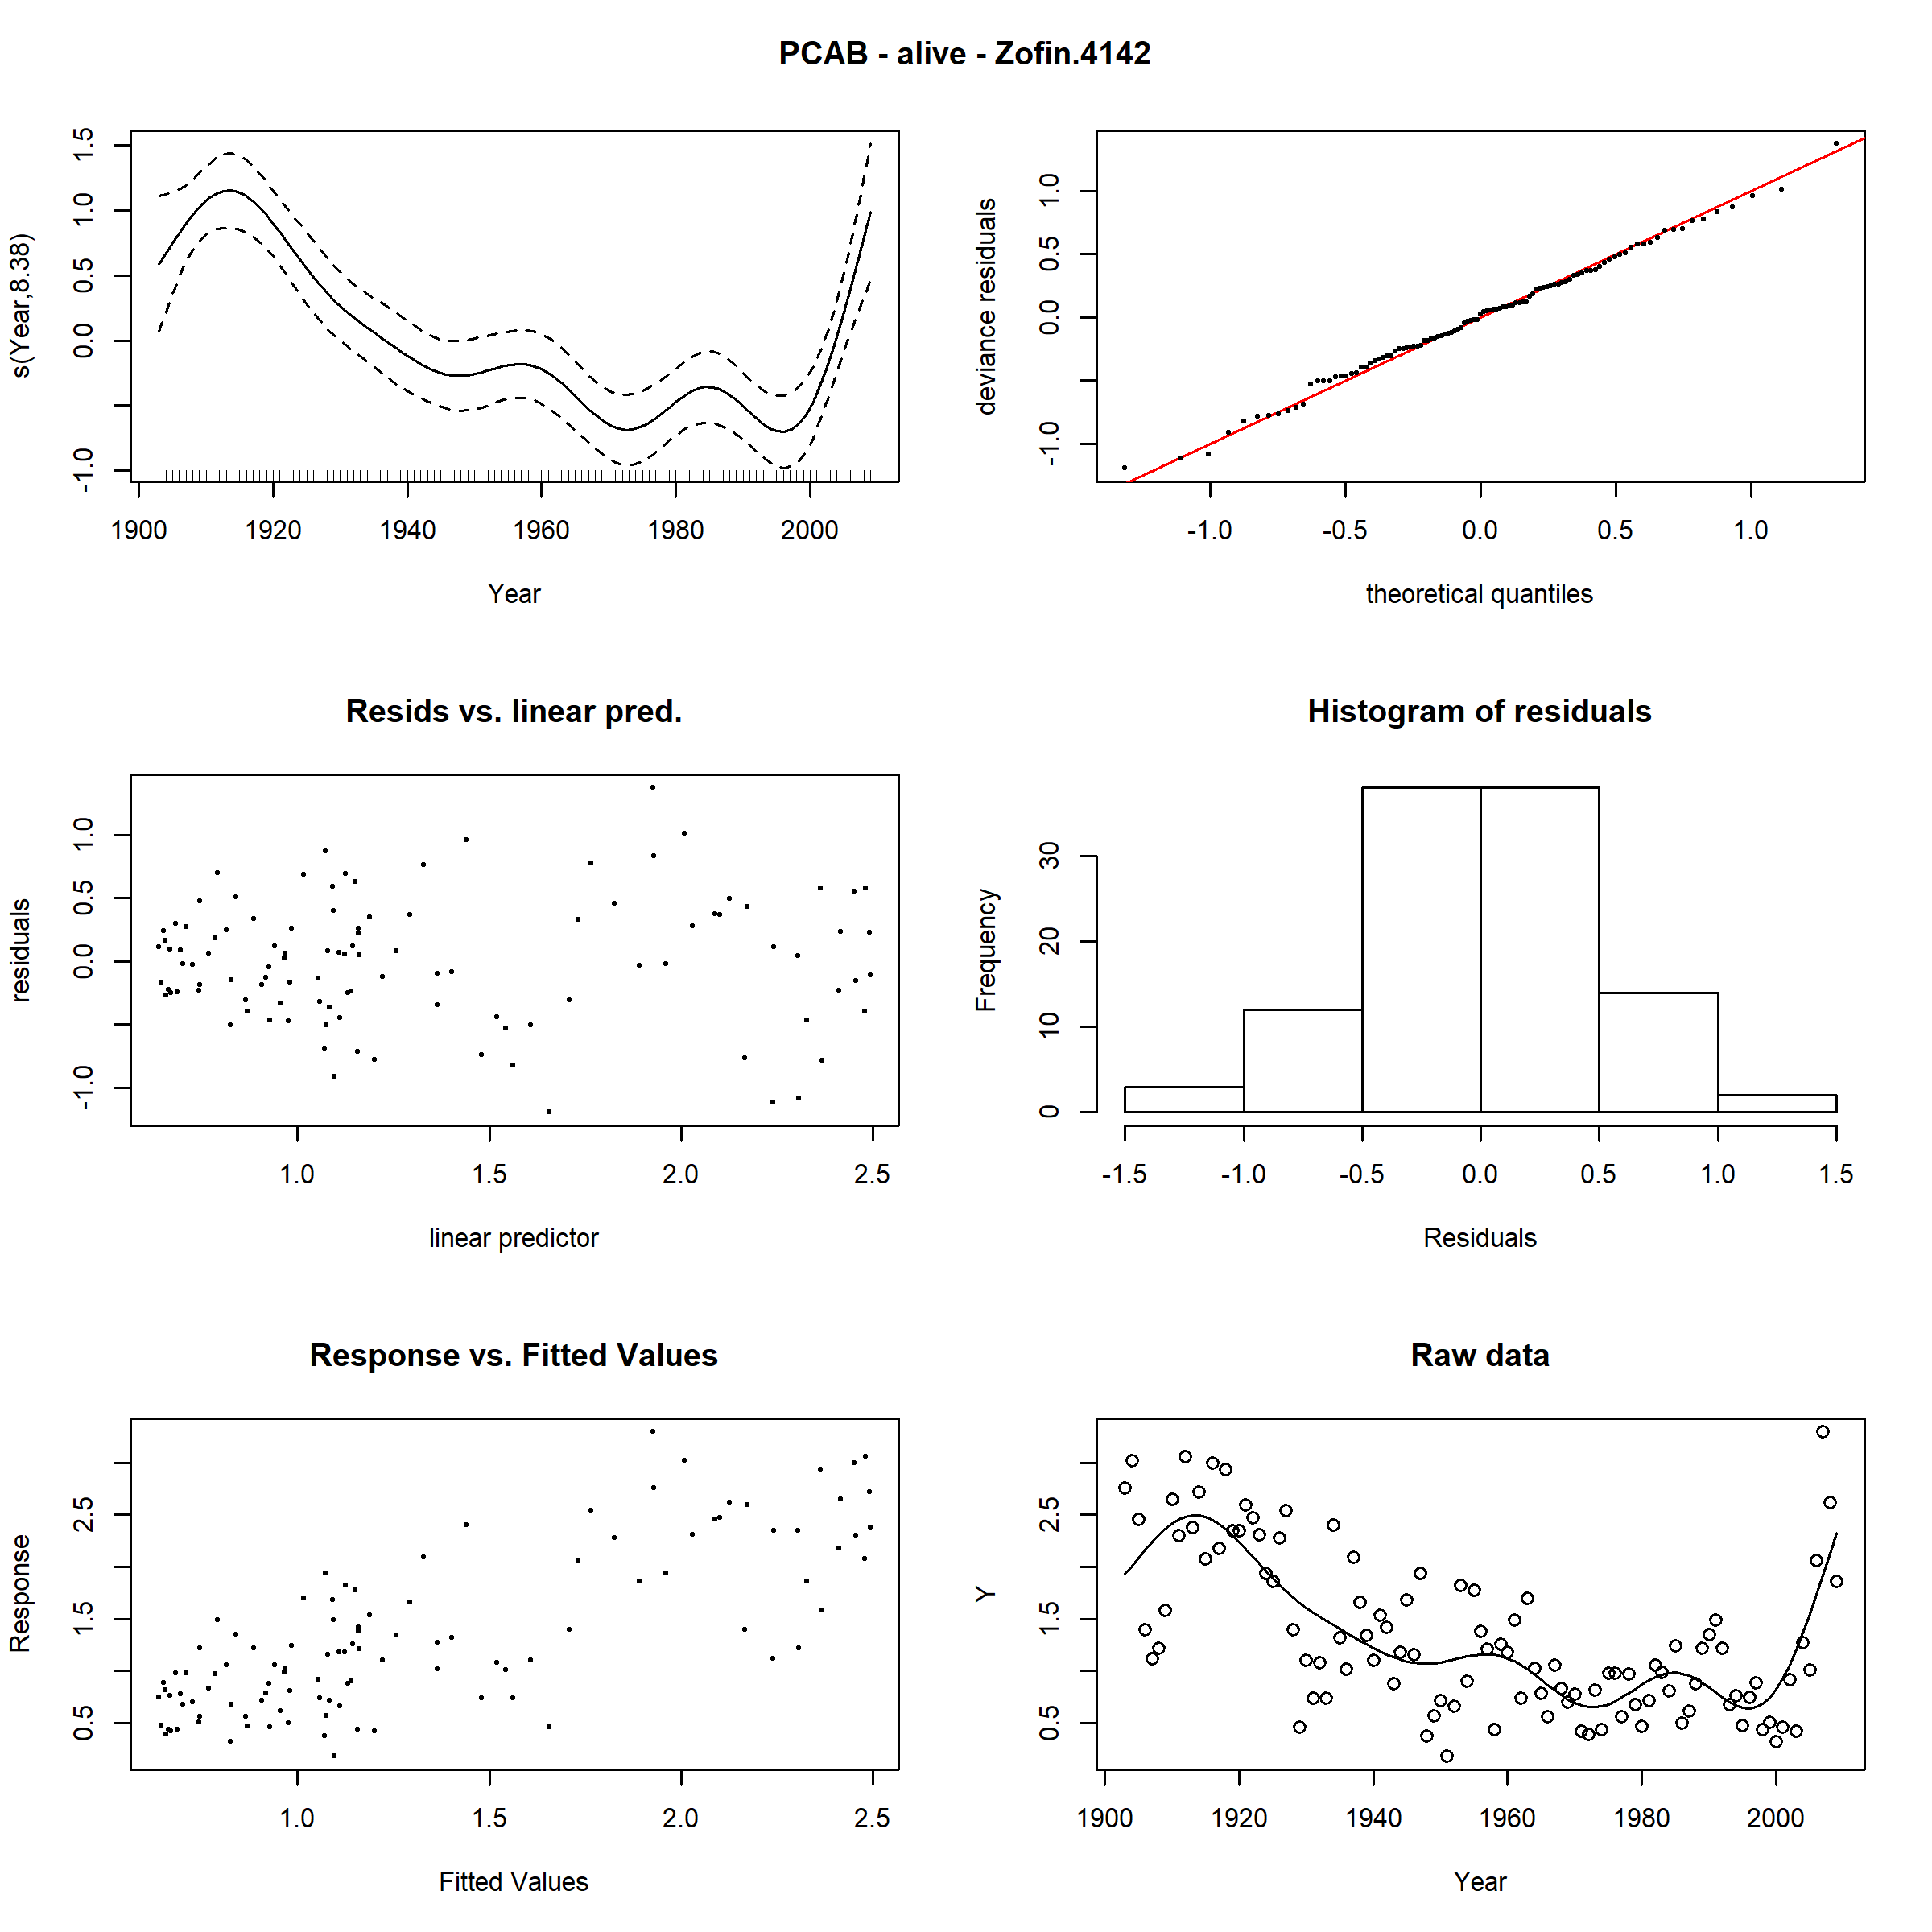 PCAB - alive - Zofin.4142
s(Year,8.38)
-1.0 0.0 0.5 1.0 1.5
1900 1920 1940 1960 1980 2000
Year
deviance residuals
-1.0 0.0 0.5 1.0
-1.0 -0.5 0.0 0.5 1.0
theoretical quantiles
Resids vs. linear pred.
residuals
-1.0 0.0 0.5 1.0
1.0 1.5 2.0 2.5
linear predictor
Histogram of residuals
Frequency
0 10 20 30
-1.5 -1.0 -0.5 0.0 0.5 1.0 1.5
Residuals
Response vs. Fitted Values
Response
0.5 1.5 2.5
1.0 1.5 2.0 2.5
Fitted Values
Raw data
Y
0.5 1.5 2.5
1900 1920 1940 1960 1980 2000
Year